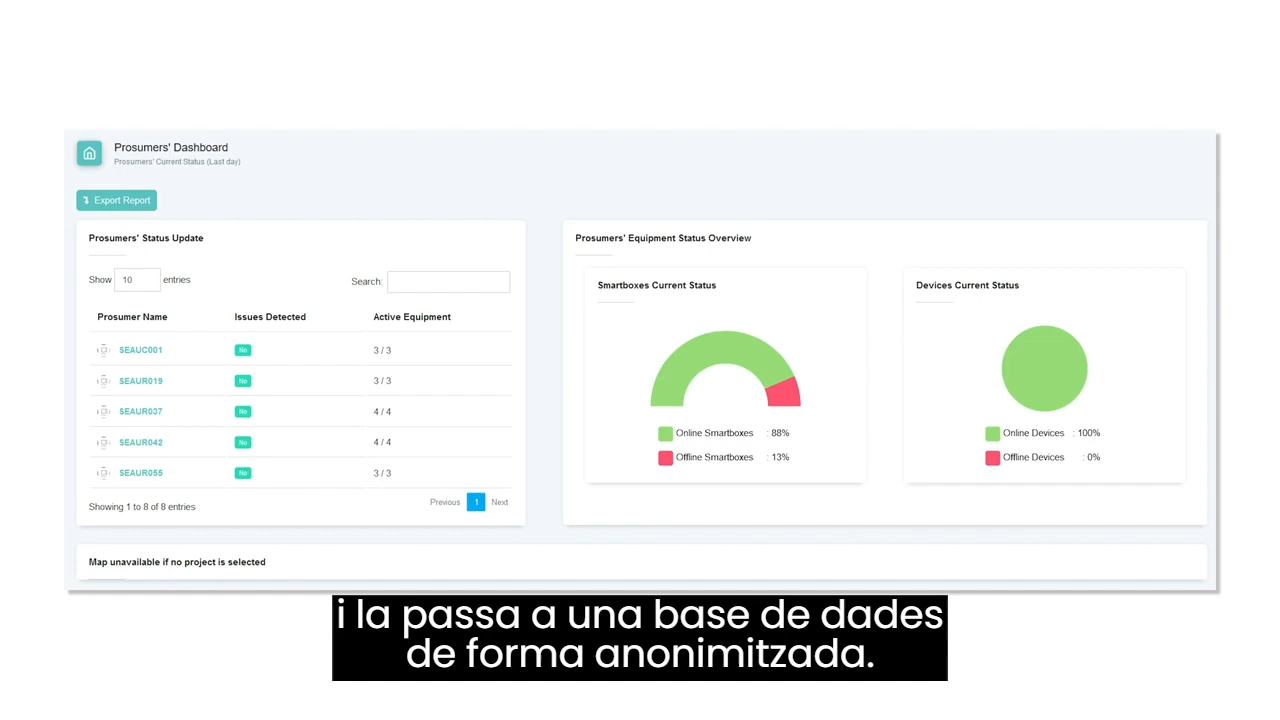 Prosumers' Dashboard
Prosumers' Current Status (Last day)
Export Report
Prosumers' Status Update
Show 10 entries
Search:
Prosumer Name Issues Detected Active Equipment
SEAUC001 No 3 / 3
SEAUR019 No 3 / 3
SEAUR037 No 4 / 4
SEAUR042 No 4 / 4
SEAUR055 No 3 / 3
Showing 1 to 8 of 8 entries
Previous 1 Next
Prosumers' Equipment Status Overview
Smartboxes Current Status
Online Smartboxes : 88%
Offline Smartboxes : 13%
Devices Current Status
Online Devices : 100%
Offline Devices : 0%
Map unavailable if no project is selected
i la passa a una base de dades
de forma anonimitzada.